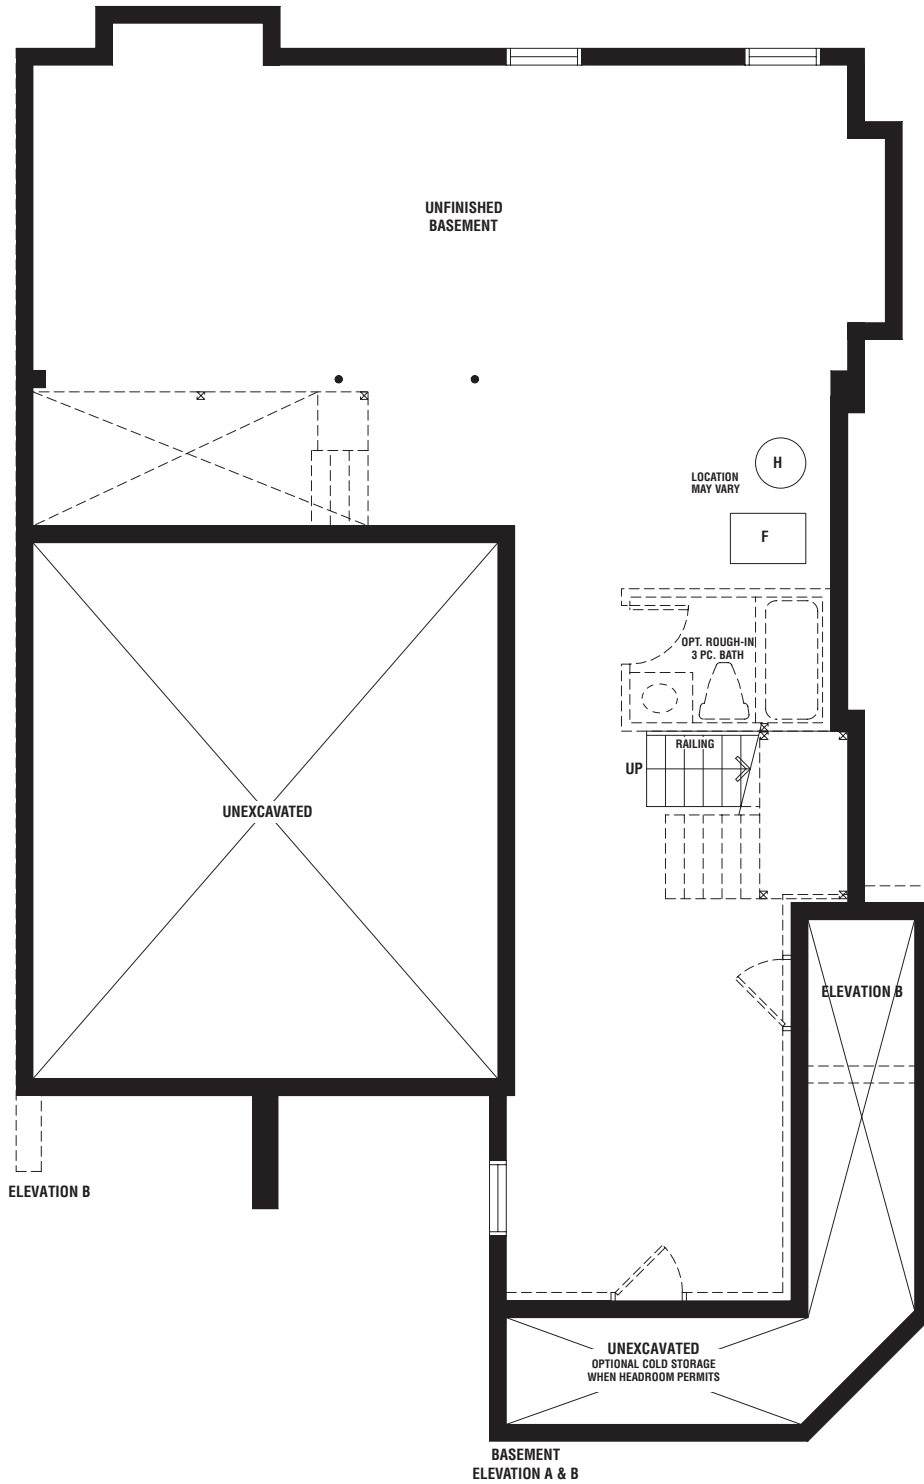 UNFINISHED
BASEMENT
H
LOCATION
MAY VARY
F
OPT. ROUGH-IN
3 PC. BATH
RAILING
UP
UNEXCAVATED
ELEVATION B
ELEVATION B
UNEXCAVATED
OPTIONAL COLD STORAGE
WHEN HEADROOM PERMITS
BASEMENT
ELEVATION A & B